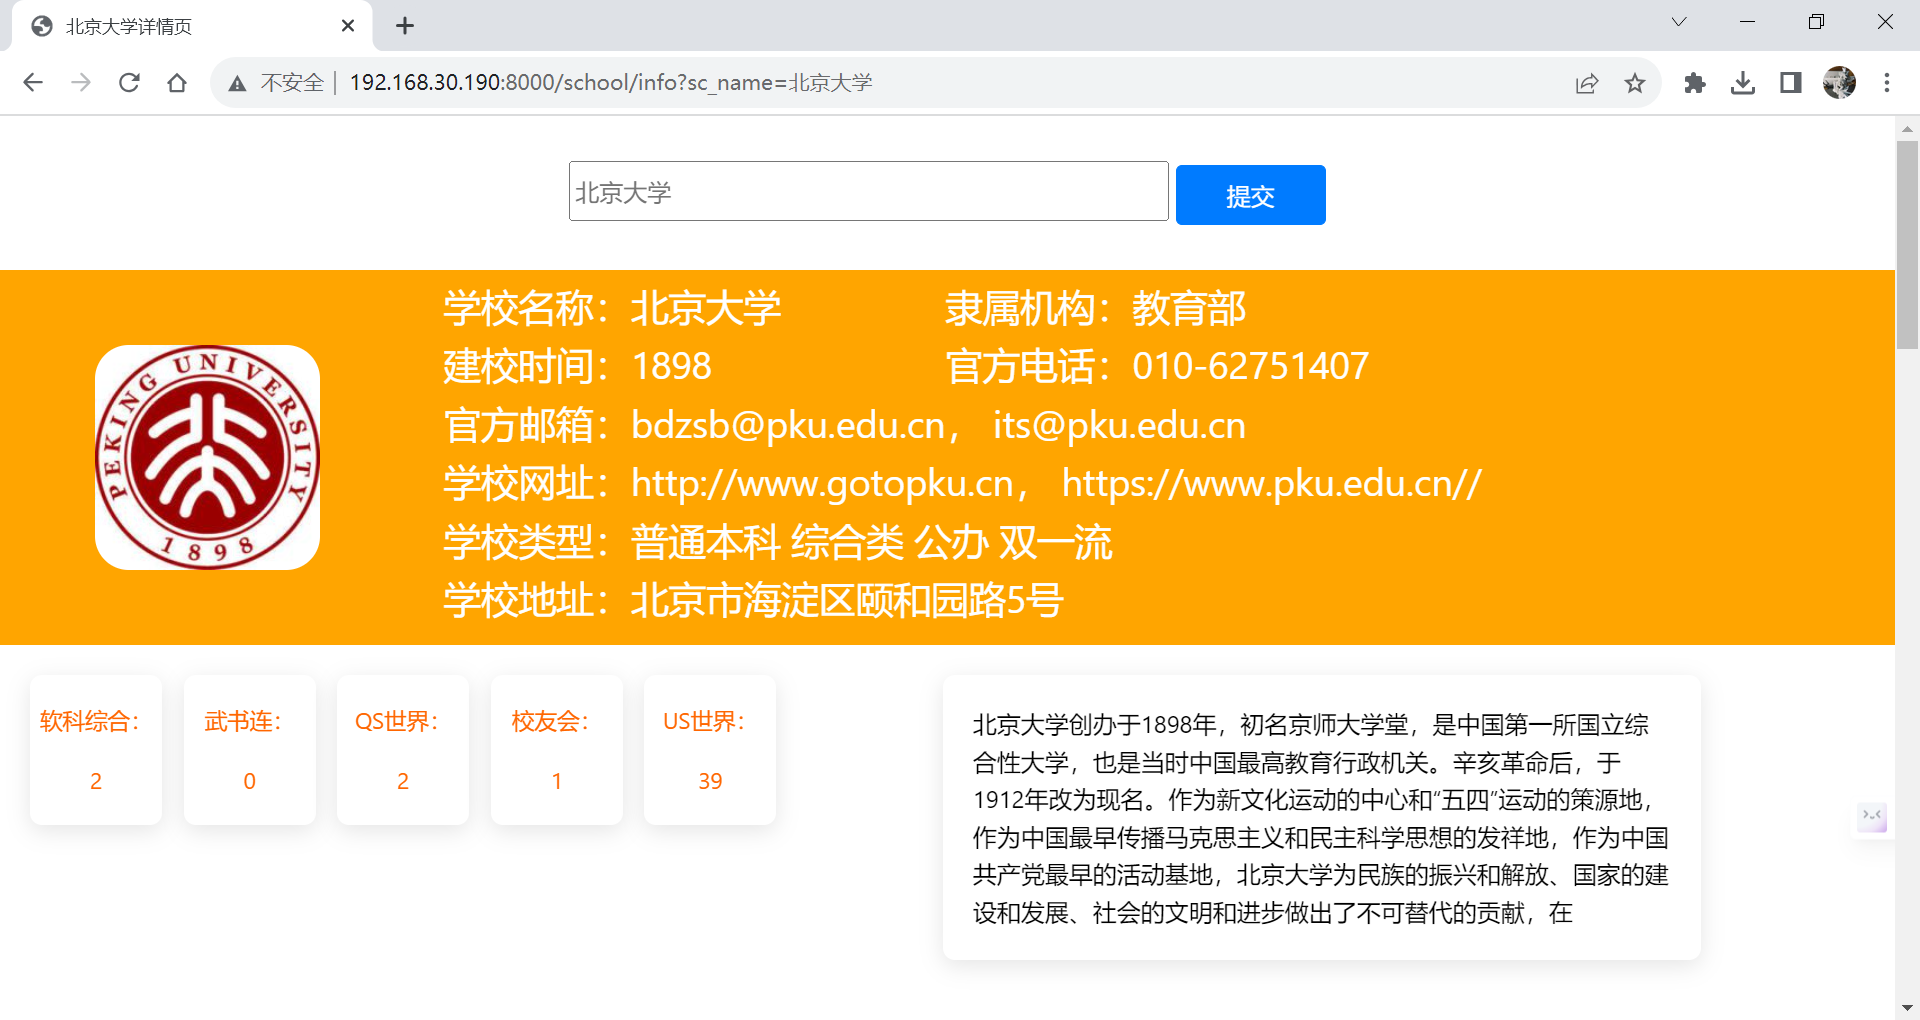 北京大学详情页
不安全 | 192.168.30.190:8000/school/info?sc_name=北京大学
北京大学
提交
学校名称：北京大学
隶属机构：教育部
建校时间：1898
官方电话：010-62751407
官方邮箱：bdzsb@pku.edu.cn， its@pku.edu.cn
学校网址：http://www.gotopku.cn， https://www.pku.edu.cn//
学校类型：普通本科 综合类 公办 双一流
学校地址：北京市海淀区颐和园路5号
PEKING UNIVERSITY
1898
软科综合：
2
武书连：
0
QS世界：
2
校友会：
1
US世界：
39
北京大学创办于1898年，初名京师大学堂，是中国第一所国立综
合性大学，也是当时中国最高教育行政机关。辛亥革命后，于
1912年改为现名。作为新文化运动的中心和“五四”运动的策源地，
作为中国最早传播马克思主义和民主科学思想的发祥地，作为中国
共产党最早的活动基地，北京大学为民族的振兴和解放、国家的建
设和发展、社会的文明和进步做出了不可替代的贡献，在